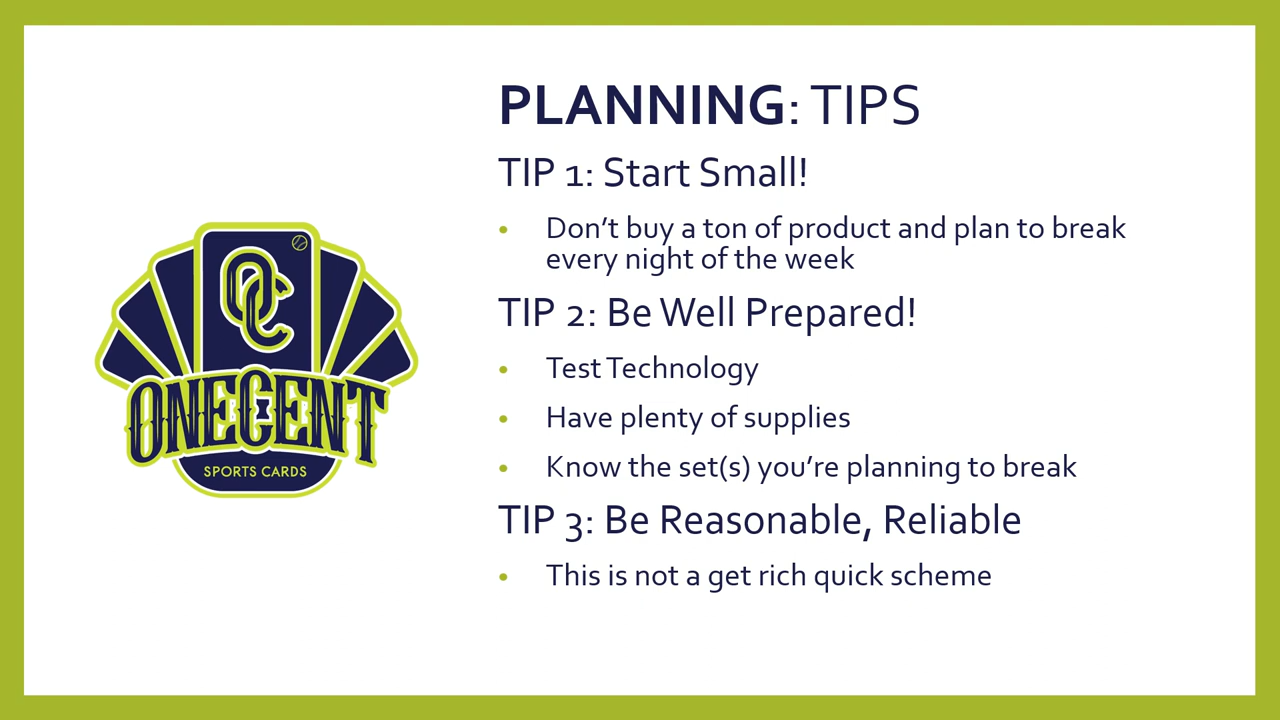 PLANNING: TIPS
TIP 1: Start Small!
• Don’t buy a ton of product and plan to break
every night of the week
TIP 2: Be Well Prepared!
• Test Technology
• Have plenty of supplies
• Know the set(s) you’re planning to break
TIP 3: Be Reasonable, Reliable
• This is not a get rich quick scheme
OC
ONECENT
SPORTS CARDS